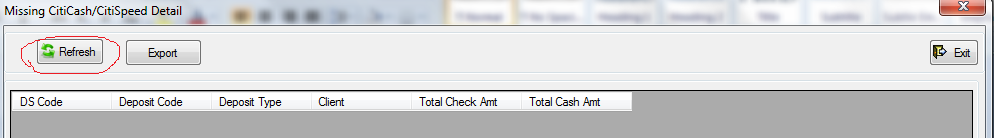 Missing CitiCash/CitiSpeed Detail
Refresh Export Exit
DS Code Deposit Code Deposit Type Client Total Check Amt Total Cash Amt